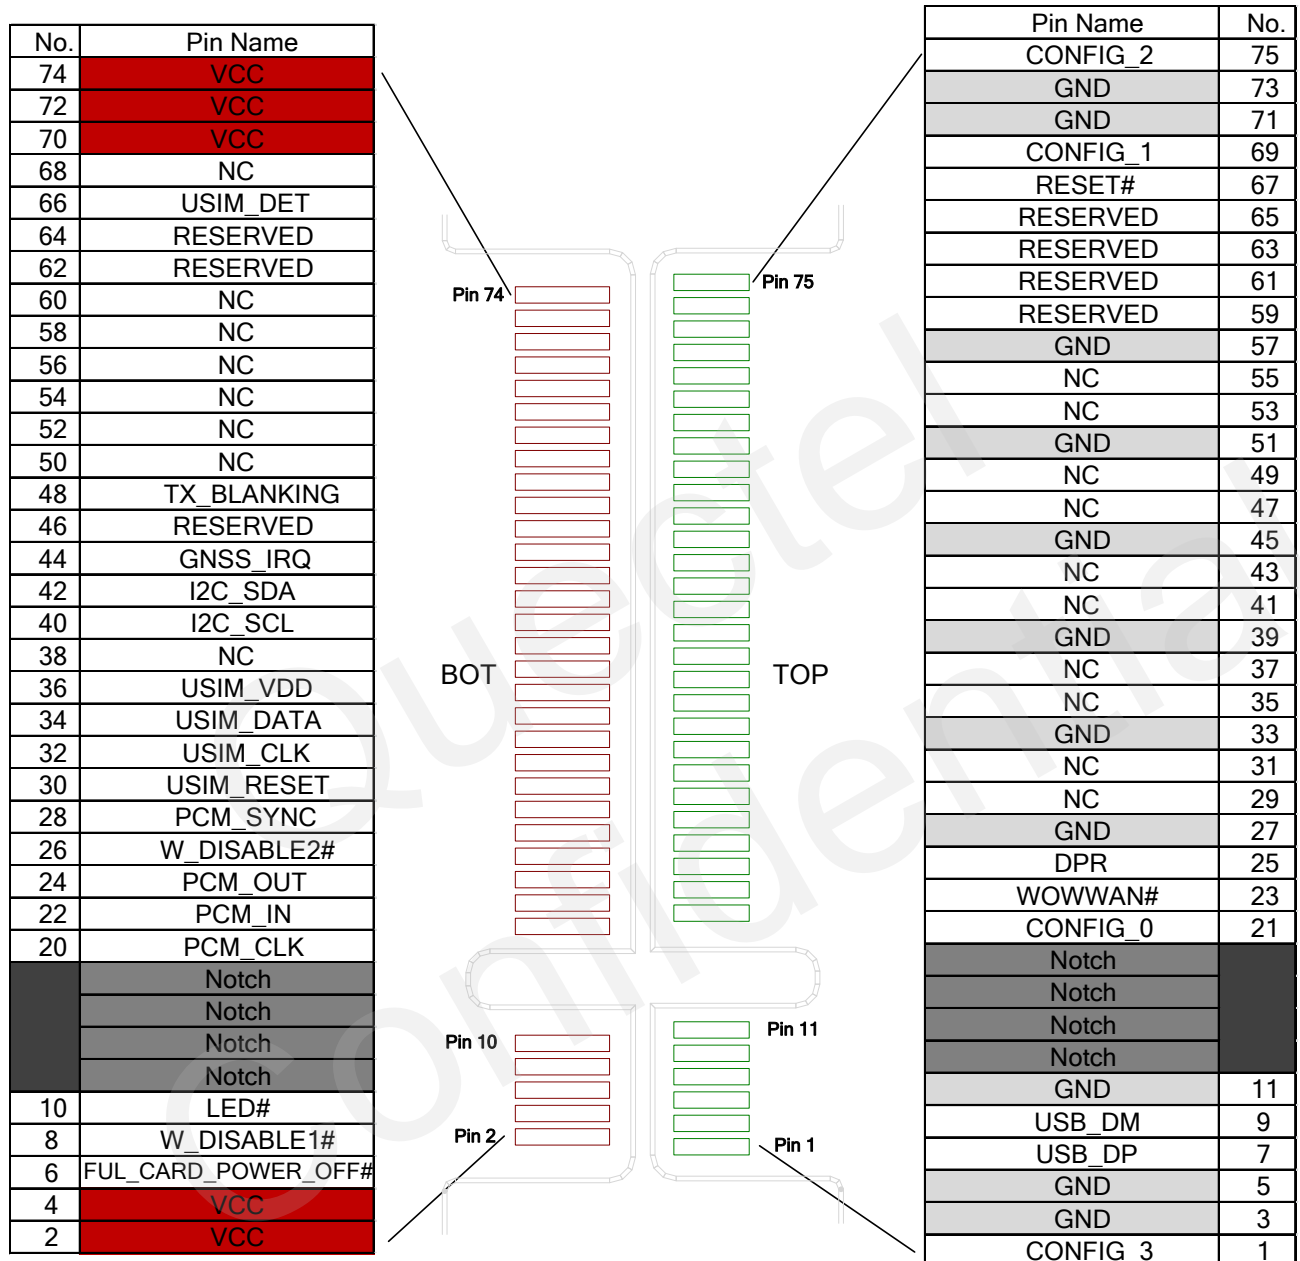 No. Pin Name
74 VCC
72 VCC
70 VCC
68 NC
66 USIM_DET
64 RESERVED
62 RESERVED
60 NC
58 NC
56 NC
54 NC
52 NC
50 NC
48 TX_BLANKING
46 RESERVED
44 GNSS_IRQ
42 I2C_SDA
40 I2C_SCL
38 NC
36 USIM_VDD
34 USIM_DATA
32 USIM_CLK
30 USIM_RESET
28 PCM_SYNC
26 W_DISABLE2#
24 PCM_OUT
22 PCM_IN
20 PCM_CLK
Notch
Notch
Notch
Notch
10 LED#
8 W_DISABLE1#
6 FUL_CARD_POWER_OFF#
4 VCC
2 VCC
Pin 74
BOT
Pin 10
Pin 2
Pin 75
TOP
Pin 11
Pin 1
Pin Name No.
CONFIG_2 75
GND 73
GND 71
CONFIG_1 69
RESET# 67
RESERVED 65
RESERVED 63
RESERVED 61
RESERVED 59
GND 57
NC 55
NC 53
GND 51
NC 49
NC 47
GND 45
NC 43
NC 41
GND 39
NC 37
NC 35
GND 33
NC 31
NC 29
GND 27
DPR 25
WOWWAN# 23
CONFIG_0 21
Notch
Notch
Notch
Notch
GND 11
USB_DM 9
USB_DP 7
GND 5
GND 3
CONFIG_3 1
Quectel
Confidential